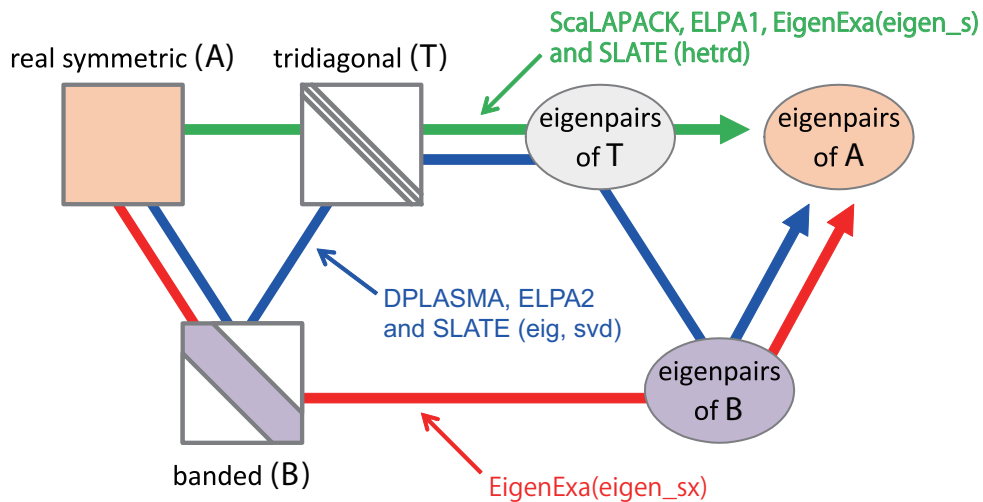 ScaLAPACK, ELPA1, EigenExa(eigen_s)
and SLATE (hetrd)
real symmetric (A)
tridiagonal (T)
eigenpairs
of T
eigenpairs
of A
DPLASMA, ELPA2
and SLATE (eig, svd)
eigenpairs
of B
banded (B)
EigenExa(eigen_sx)